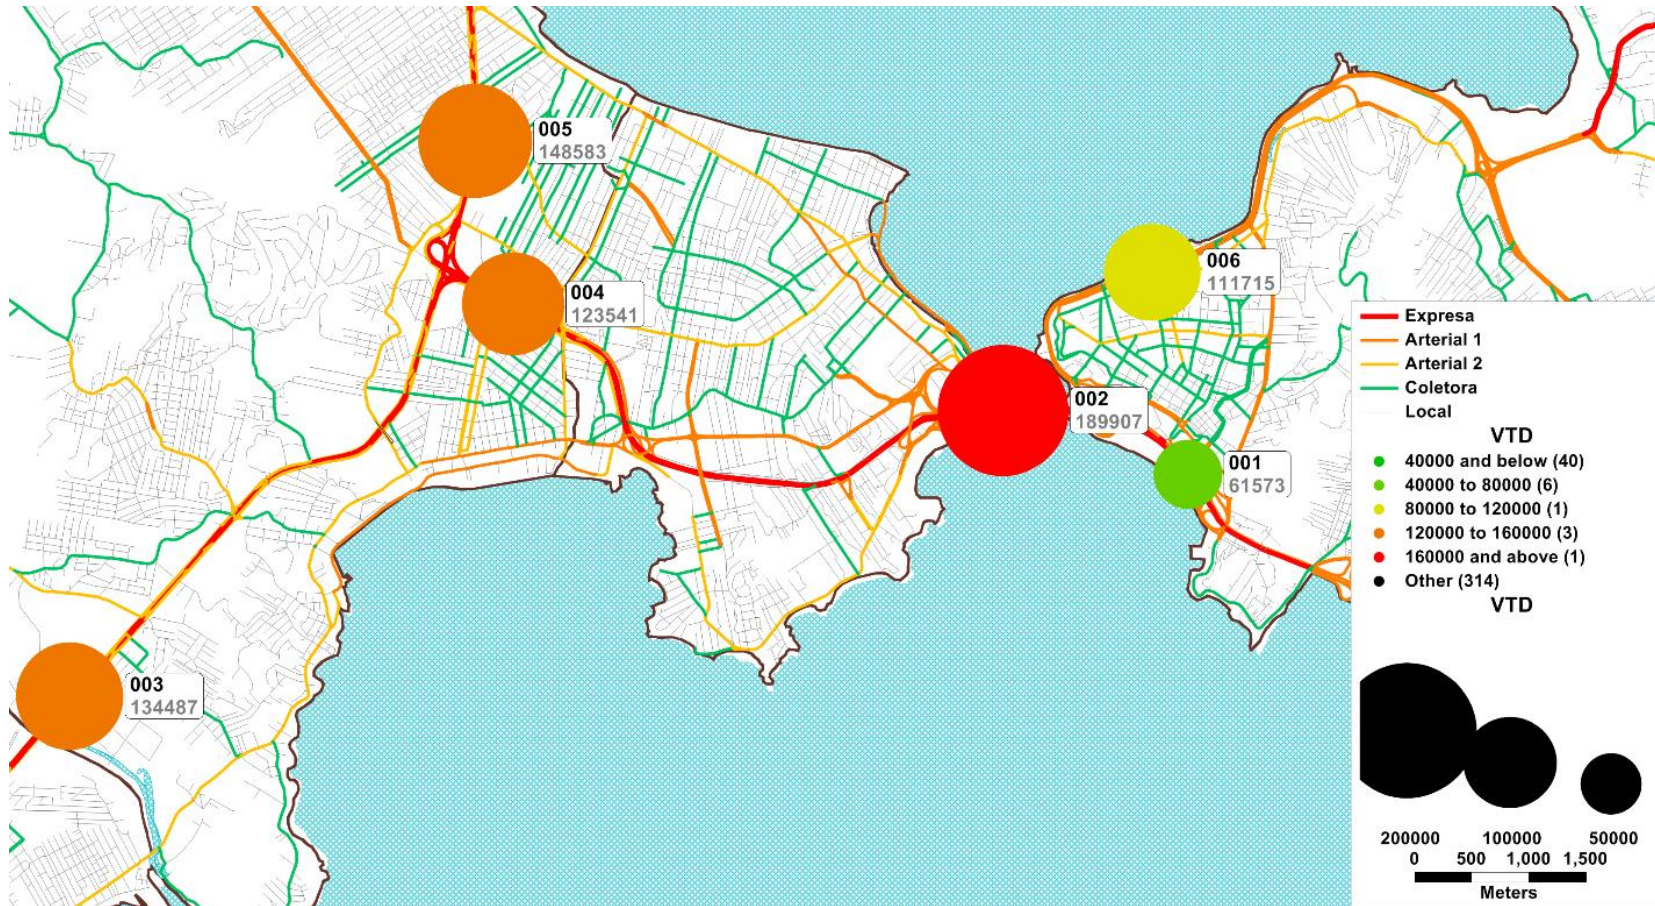 005
148583
004
123541
006
111715
002
189907
001
61573
003
134487
Expresa
Arterial 1
Arterial 2
Coletora
Local
VTD
40000 and below (40)
40000 to 80000 (6)
80000 to 120000 (1)
120000 to 160000 (3)
160000 and above (1)
Other (314)
VTD
200000 100000 50000
0 500 1,000 1,500
Meters